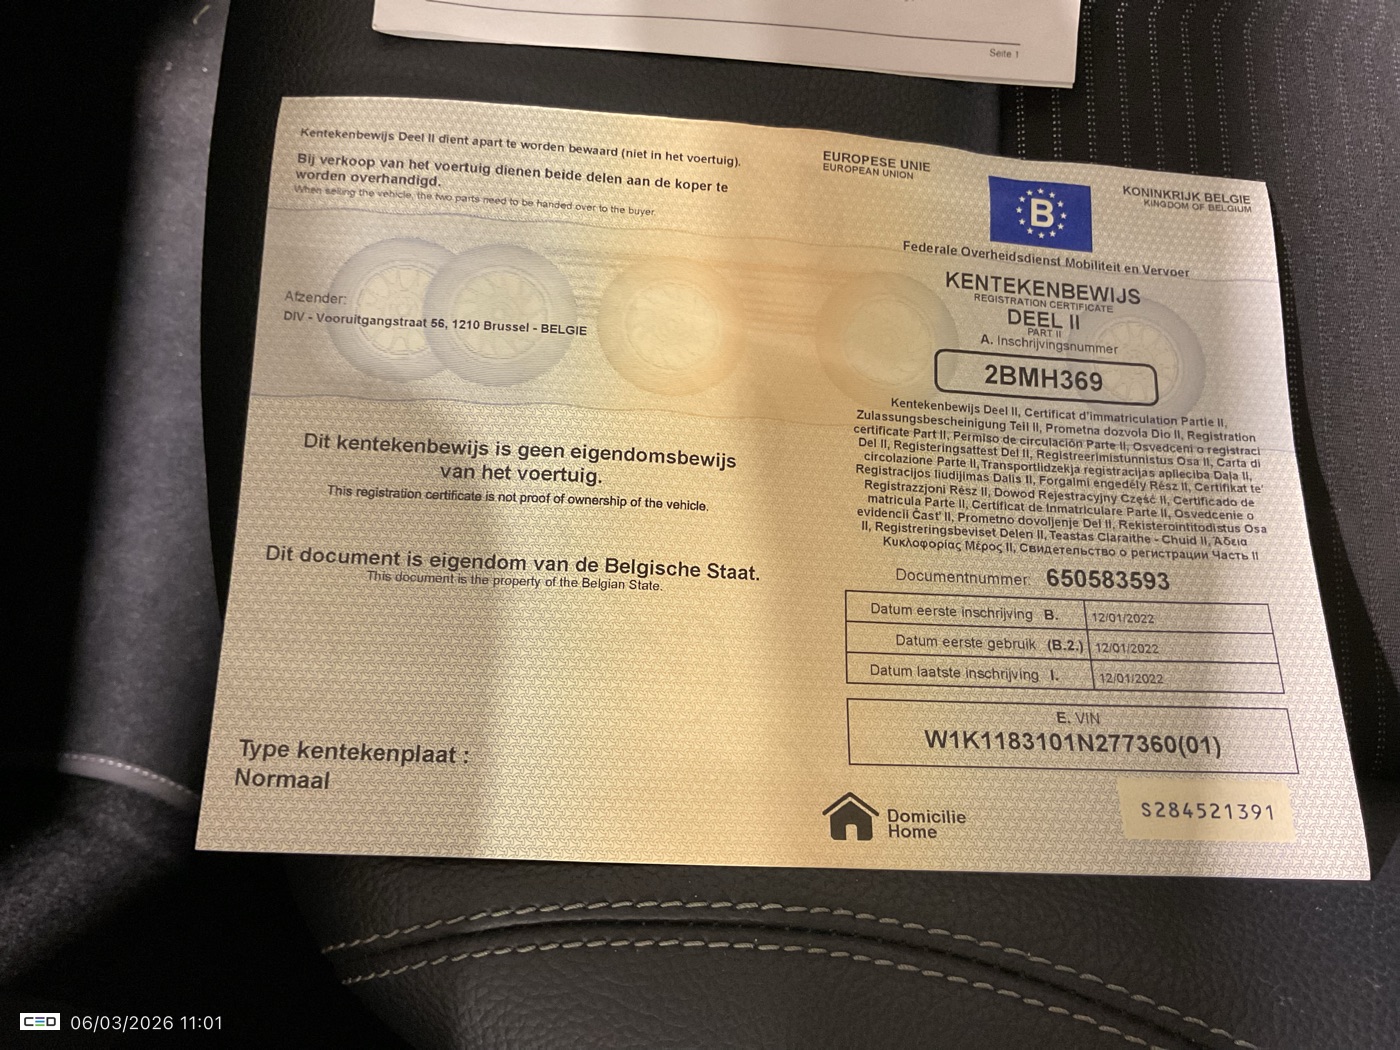 Seite 1
Kentekenbewijs Deel II dient apart te worden bewaard (niet in het voertuig).
Bij verkoop van het voertuig dienen beide delen aan de koper te
worden overhandigd.
When selling the vehicle, the two parts need to be handed over to the buyer.
Afzender:
DIV - Vooruitgangstraat 56, 1210 Brussel - BELGIE
Dit kentekenbewijs is geen eigendomsbewijs
van het voertuig.
This registration certificate is not proof of ownership of the vehicle.
Dit document is eigendom van de Belgische Staat.
This document is the property of the Belgian State.
Type kentekenplaat :
Normaal
EUROPESE UNIE
EUROPEAN UNION
B
KONINKRIJK BELGIE
KINGDOM OF BELGIUM
Federale Overheidsdienst Mobiliteit en Vervoer
KENTEKENBEWIJS
REGISTRATION CERTIFICATE
DEEL II
PART II
A. Inschrijvingsnummer
2BMH369
Kentekenbewijs Deel II, Certificat d'immatriculation Partie II,
Zulassungsbescheinigung Teil II, Prometna dozvola Dio II, Registration
certificate Part II, Permiso de circulación Parte II, Osvedceni o registraci
Del II, Registeringsattest Del II, Registreerimistunnistus Osa II, Carta di
circolazione Parte II, Transportlidzekja registracijas aplieciba Daļa II,
Registracijos liudijimas Dalis II, Forgalmi engedély Rész II, Certifikat te'
Registrazzjoni Rész II, Dowod Rejestracyjny Część II, Certificado de
matricula Parte II, Certificat de Inmatriculare Parte II, Osvedcenie o
evidencii Časť II, Prometno dovoljenje Del II, Rekisterointitodistus Osa
II, Registreringsbeviset Delen II, Teastas Claraithe - Chuid II, Άδεια
Κυκλοφορίας Μέρος II, Свидетельство о регистрации Часть II
Documentnummer: 650583593
Datum eerste inschrijving B. 12/01/2022
Datum eerste gebruik (B.2.) 12/01/2022
Datum laatste inschrijving I. 12/01/2022
E. VIN
W1K1183101N277360(01)
Domicilie
Home
S284521391
CED 06/03/2026 11:01